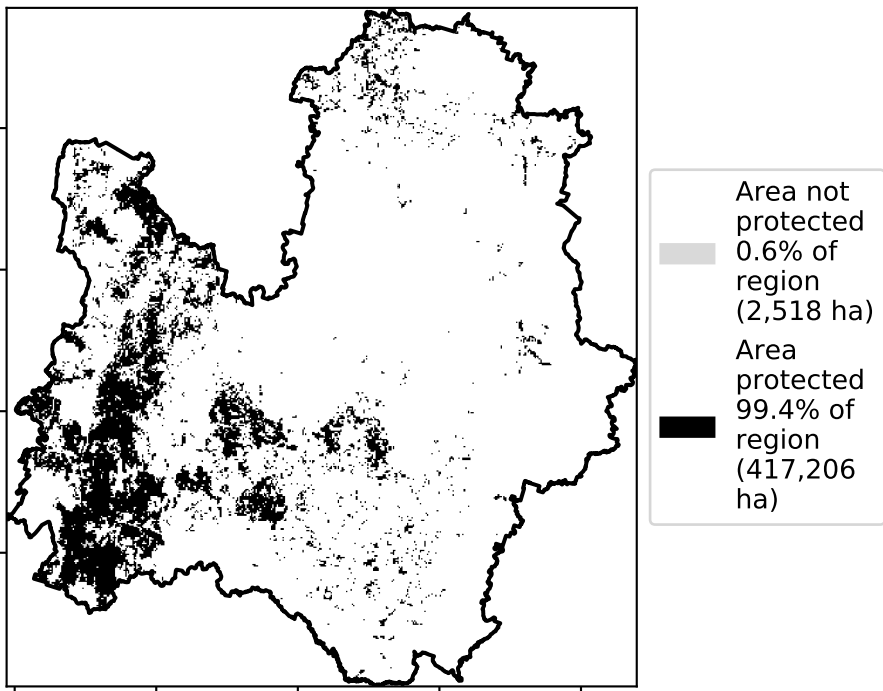 Area not
protected
0.6% of
region
(2,518 ha)
Area
protected
99.4% of
region
(417,206
ha)